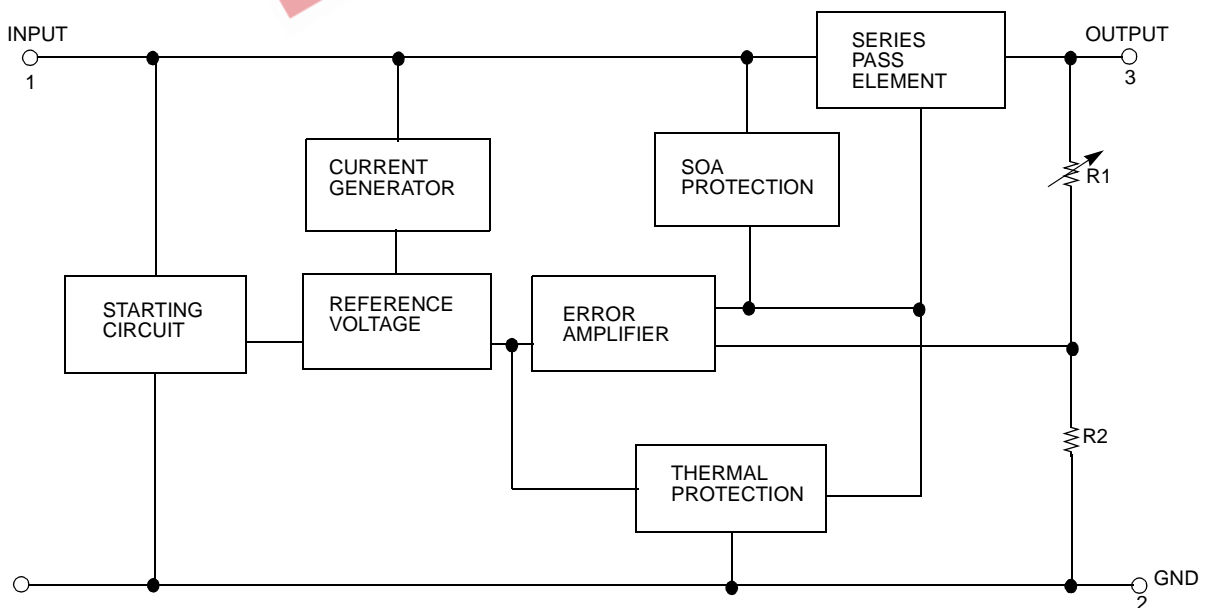 INPUT
1
SERIES
PASS
ELEMENT
OUTPUT
3
CURRENT
GENERATOR
SOA
PROTECTION
R1
STARTING
CIRCUIT
REFERENCE
VOLTAGE
ERROR
AMPLIFIER
R2
THERMAL
PROTECTION
GND
2